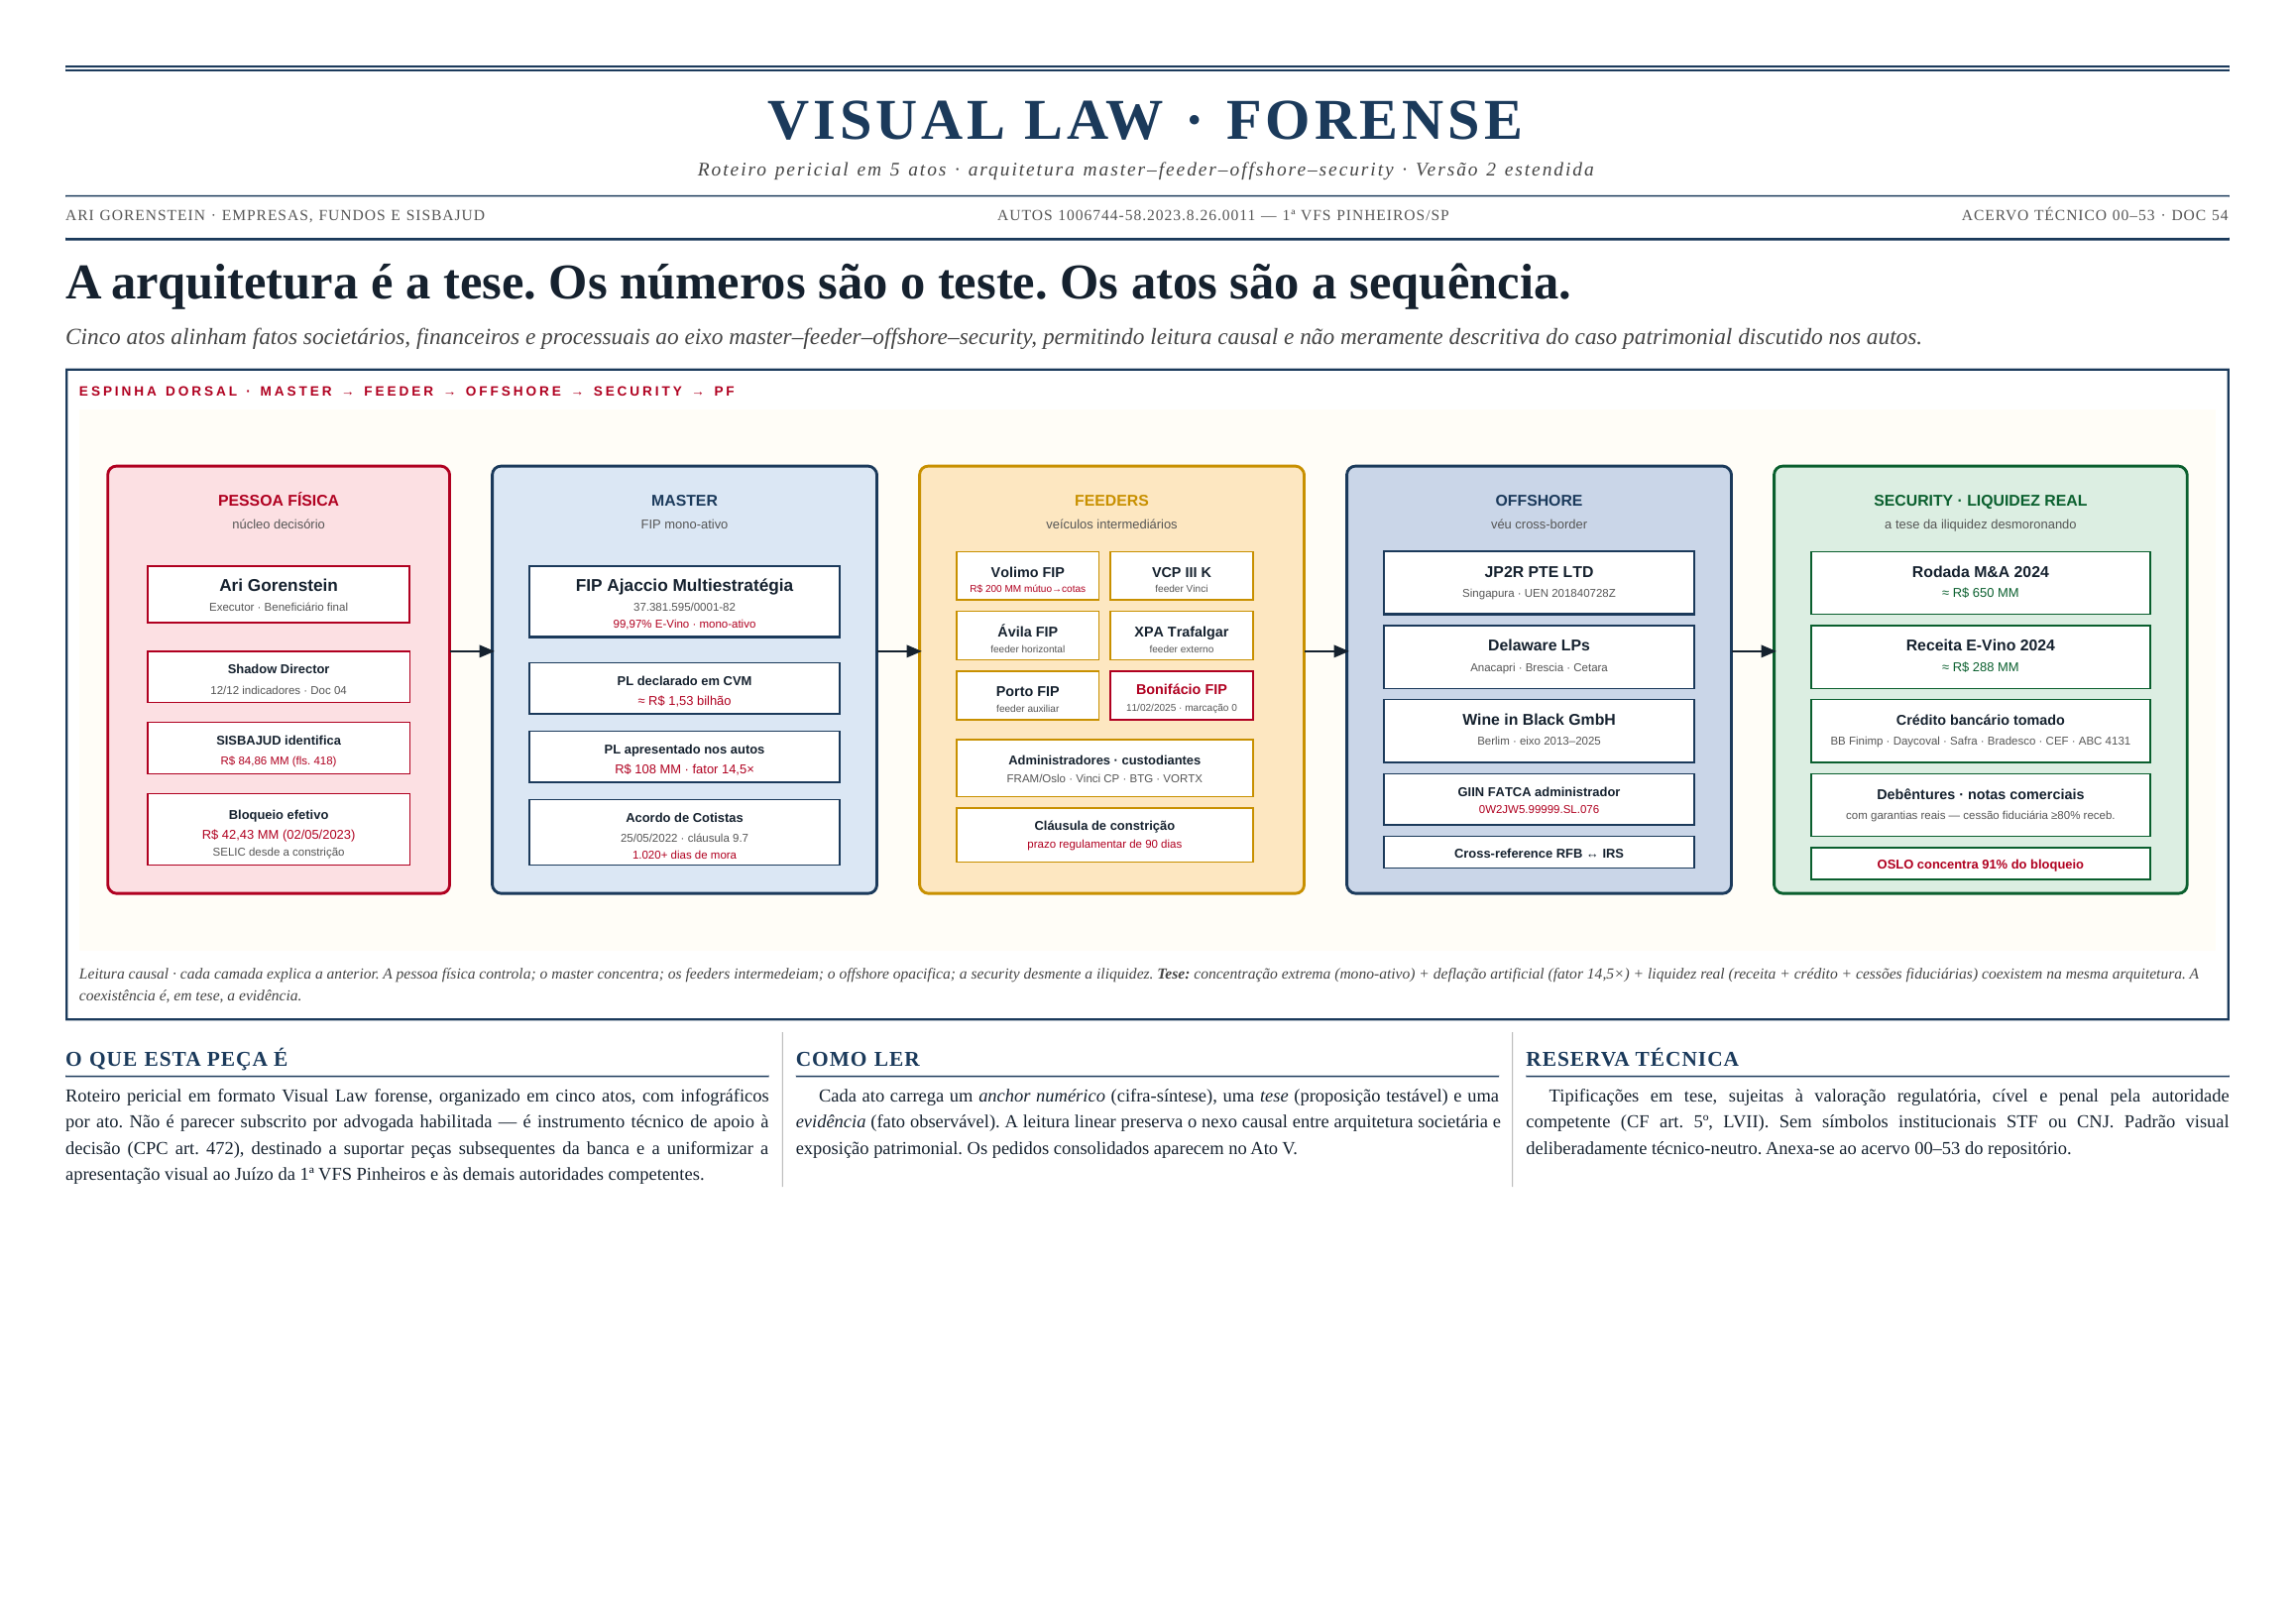 VISUAL LAW · FORENSE
Roteiro pericial em 5 atos · arquitetura master–feeder–offshore–security · Versão 2 estendida
ARI GORENSTEIN · EMPRESAS, FUNDOS E SISBAJUD
AUTOS 1006744-58.2023.8.26.0011 — 1ª VFS PINHEIROS/SP
ACERVO TÉCNICO 00–53 · DOC 54
A arquitetura é a tese. Os números são o teste. Os atos são a sequência.
Cinco atos alinham fatos societários, financeiros e processuais ao eixo master–feeder–offshore–security, permitindo leitura causal e não meramente descritiva do caso patrimonial discutido nos autos.
ESPINHA DORSAL · MASTER → FEEDER → OFFSHORE → SECURITY → PF
PESSOA FÍSICA
núcleo decisório
Ari Gorenstein
Executor · Beneficiário final
Shadow Director
12/12 indicadores · Doc 04
SISBAJUD identifica
R$ 84,86 MM (fls. 418)
Bloqueio efetivo
R$ 42,43 MM (02/05/2023)
SELIC desde a constrição
MASTER
FIP mono-ativo
FIP Ajaccio Multiestratégia
37.381.595/0001-82
99,97% E-Vino · mono-ativo
PL declarado em CVM
≈ R$ 1,53 bilhão
PL apresentado nos autos
R$ 108 MM · fator 14,5×
Acordo de Cotistas
25/05/2022 · cláusula 9.7
1.020+ dias de mora
FEEDERS
veículos intermediários
Volimo FIP
R$ 200 MM mútuo→cotas
VCP III K
feeder Vinci
Ávila FIP
feeder horizontal
XPA Trafalgar
feeder externo
Porto FIP
feeder auxiliar
Bonifácio FIP
11/02/2025 · marcação 0
Administradores · custodiantes
FRAM/Oslo · Vinci CP · BTG · VORTX
Cláusula de constrição
prazo regulamentar de 90 dias
OFFSHORE
véu cross-border
JP2R PTE LTD
Singapura · UEN 201840728Z
Delaware LPs
Anacapri · Brescia · Cetara
Wine in Black GmbH
Berlim · eixo 2013–2025
GIIN FATCA administrador
0W2JW5.99999.SL.076
Cross-reference RFB ↔ IRS
SECURITY · LIQUIDEZ REAL
a tese da iliquidez desmoronando
Rodada M&A 2024
≈ R$ 650 MM
Receita E-Vino 2024
≈ R$ 288 MM
Crédito bancário tomado
BB Finimp · Daycoval · Safra · Bradesco · CEF · ABC 4131
Debêntures · notas comerciais
com garantias reais — cessão fiduciária ≥80% receb.
OSLO concentra 91% do bloqueio
Leitura causal · cada camada explica a anterior. A pessoa física controla; o master concentra; os feeders intermedeiam; o offshore opacifica; a security desmente a iliquidez. Tese: concentração extrema (mono-ativo) + deflação artificial (fator 14,5×) + liquidez real (receita + crédito + cessões fiduciárias) coexistem na mesma arquitetura. A
coexistência é, em tese, a evidência.
O QUE ESTA PEÇA É
Roteiro pericial em formato Visual Law forense, organizado em cinco atos, com infográficos
por ato. Não é parecer subscrito por advogada habilitada — é instrumento técnico de apoio à
decisão (CPC art. 472), destinado a suportar peças subsequentes da banca e a uniformizar a
apresentação visual ao Juízo da 1ª VFS Pinheiros e às demais autoridades competentes.
COMO LER
Cada ato carrega um anchor numérico (cifra-síntese), uma tese (proposição testável) e uma
evidência (fato observável). A leitura linear preserva o nexo causal entre arquitetura societária e
exposição patrimonial. Os pedidos consolidados aparecem no Ato V.
RESERVA TÉCNICA
Tipificações em tese, sujeitas à valoração regulatória, cível e penal pela autoridade
competente (CF art. 5º, LVII). Sem símbolos institucionais STF ou CNJ. Padrão visual
deliberadamente técnico-neutro. Anexa-se ao acervo 00–53 do repositório.